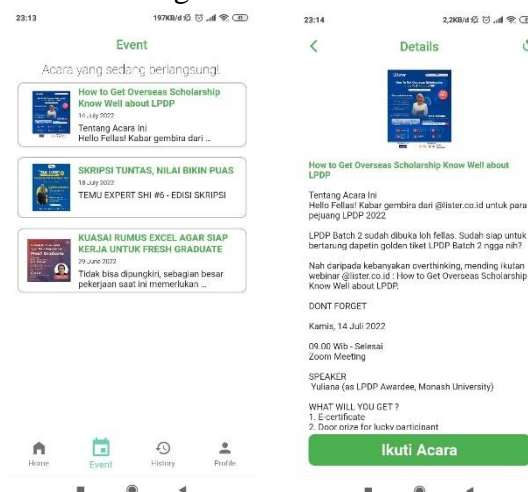 23:13
197KB/d
Event
Acara yang sedang berlangsung!.
How to Get Overseas Scholarship
Know Well about LPDP
14 July 2022
Tentang Acara Ini
Hello Fellas! Kabar gembira dari ...
SKRIPSI TUNTAS, NILAI BIKIN PUAS
18 July 2022
TEMU EXPERT SHI #6 - EDISI SKRIPSI
KUASAI RUMUS EXCEL AGAR SIAP
KERJA UNTUK FRESH GRADUATE
29 June 2022
Tidak bisa dipungkiri, sebagian besar
pekerjaan saat ini memerlukan ...
Home
Event
History
Profile
23:14
2,2KB/d
Details
How to Get Overseas Scholarship Know Well about
LPDP
Tentang Acara Ini
Hello Fellas! Kabar gembira dari @lister.co.id untuk para
pejuang LPDP 2022
LPDP Batch 2 sudah dibuka loh fellas. Sudah siap untuk
bertarung dapetin golden tiket LPDP Batch 2 ngga nih?
Nah daripada kebanyakan overthinking, mending ikutan
webinar @lister.co.id : How to Get Overseas Scholarship
Know Well about LPDP.
DONT FORGET
Kamis, 14 Juli 2022
09.00 Wib - Selesai
Zoom Meeting
SPEAKER
Yuliana (as LPDP Awardee, Monash University)
WHAT WILL YOU GET ?
1. E-certificate
2. Door prize for lucky participant
Ikuti Acara